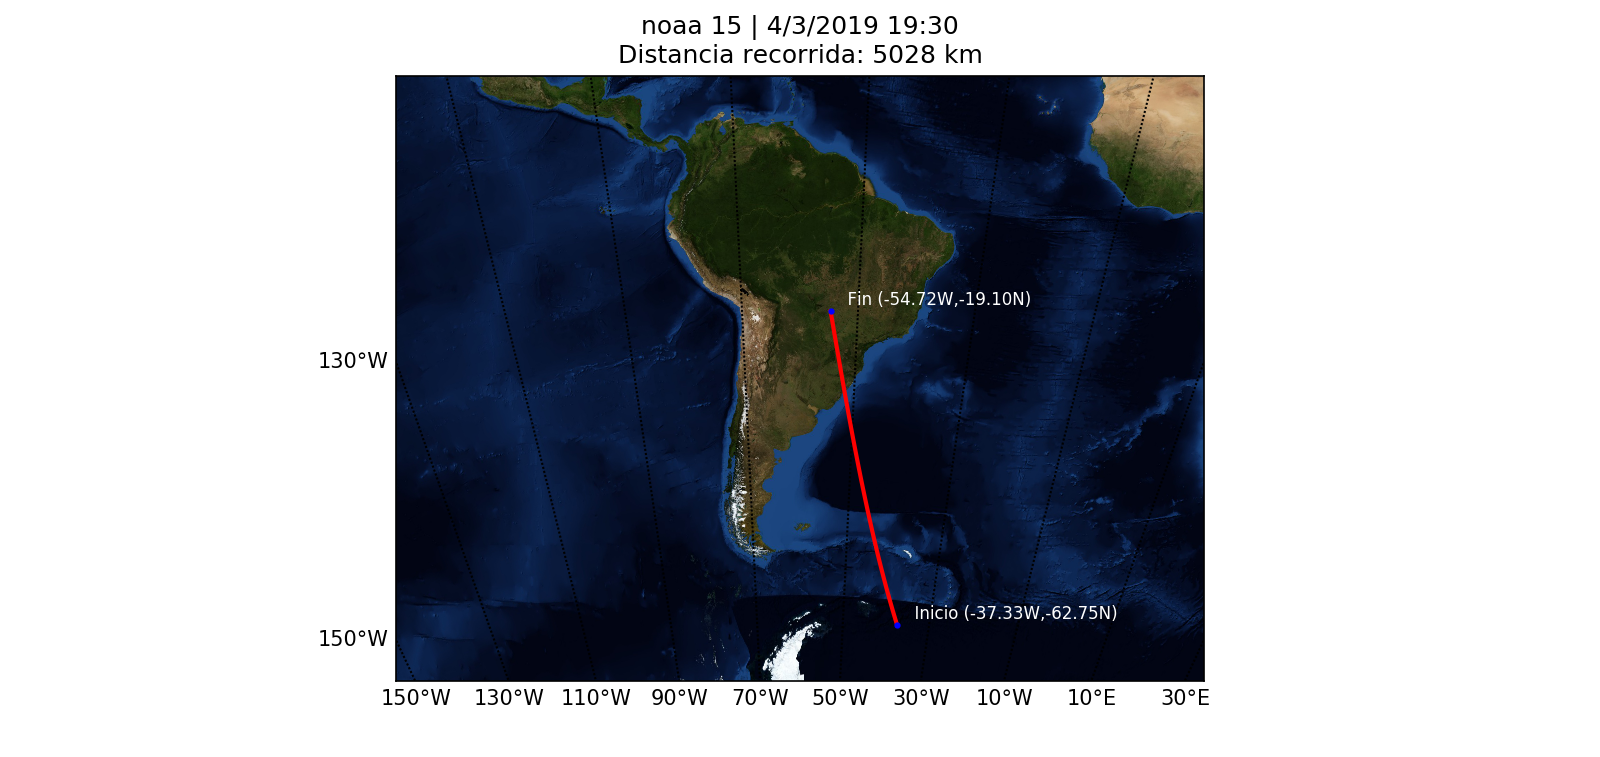 noaa 15 | 4/3/2019 19:30
Distancia recorrida: 5028 km
Fin (-54.72W,-19.10N)
130°W
Inicio (-37.33W,-62.75N)
150°W
150°W 130°W 110°W 90°W 70°W 50°W 30°W 10°W 10°E 30°E